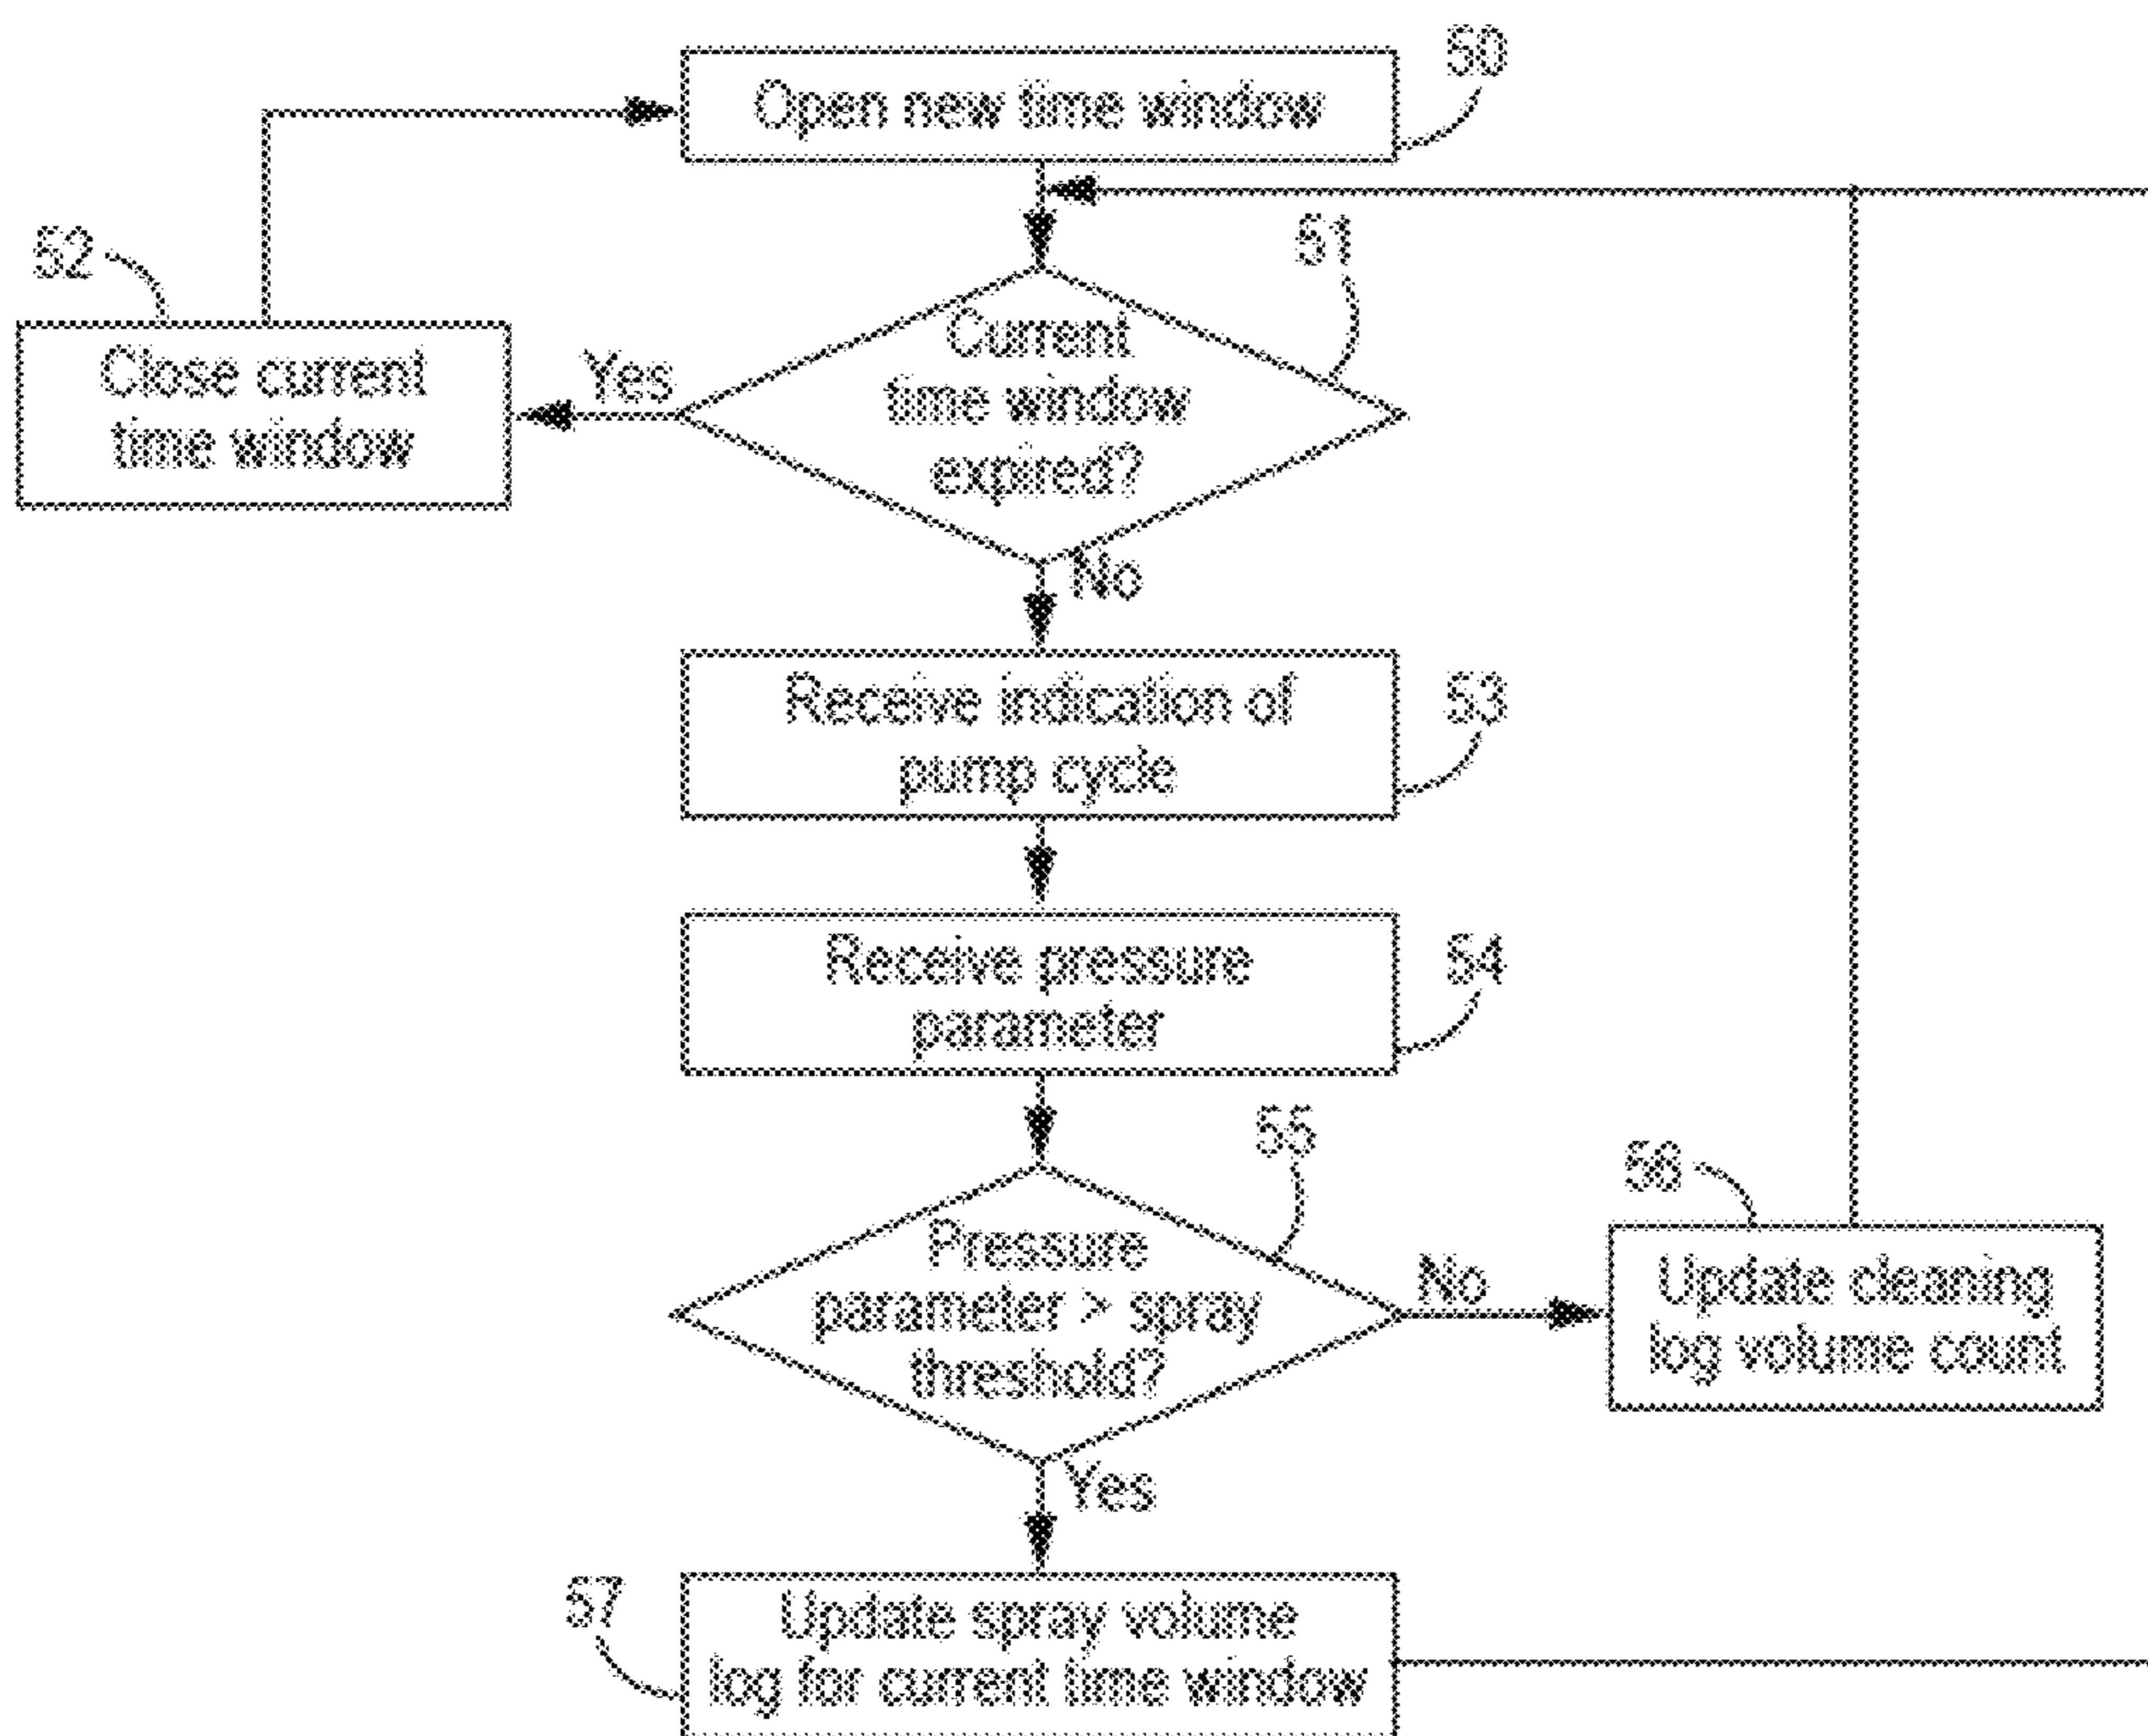 50
Open new time window
51
52
Current
time window
expired?
Yes
Close current
time window
No
Receive indication of
pump cycle
53
Receive pressure
parameter
54
55
Pressure
parameter > spray
threshold?
No
56
Update cleaning
log volume count
Yes
57
Update spray volume
log for current time window